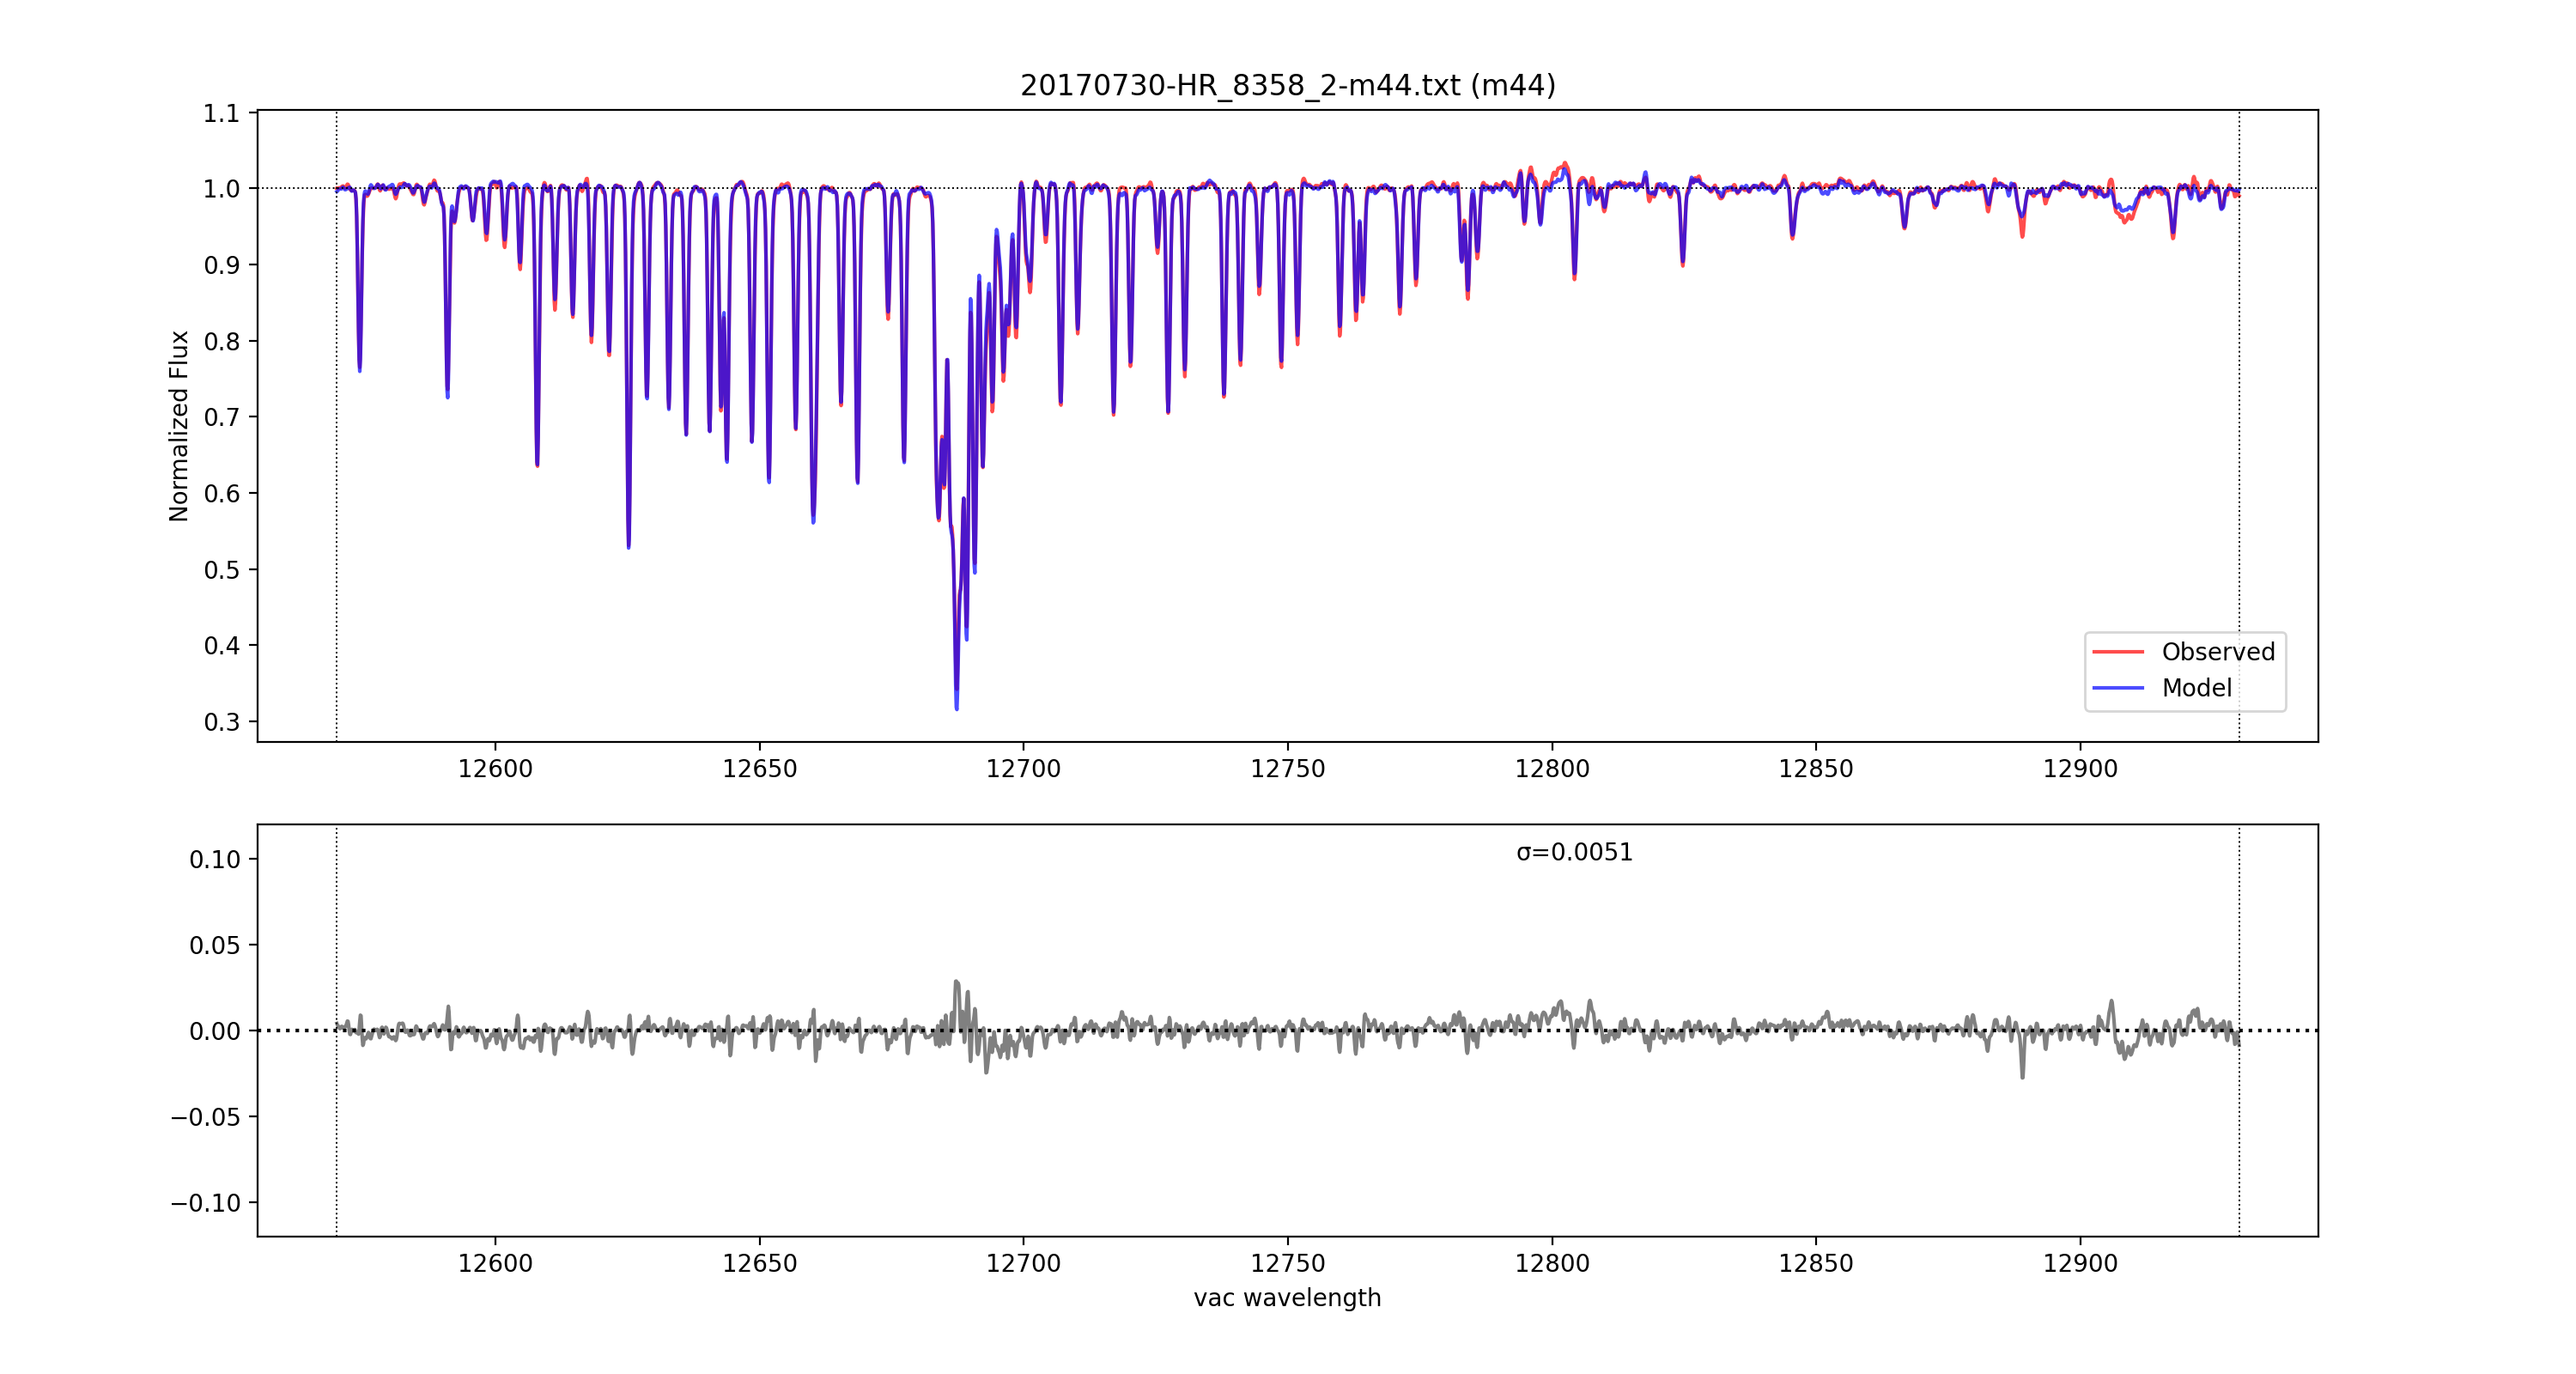 20170730-HR_8358_2-m44.txt (m44)
1.1
1.0
0.9
0.8
0.7
0.6
0.5
0.4
0.3
Normalized Flux
Observed
Model
12600 12650 12700 12750 12800 12850 12900
σ=0.0051
0.10
0.05
0.00
−0.05
−0.10
12600 12650 12700 12750 12800 12850 12900
vac wavelength